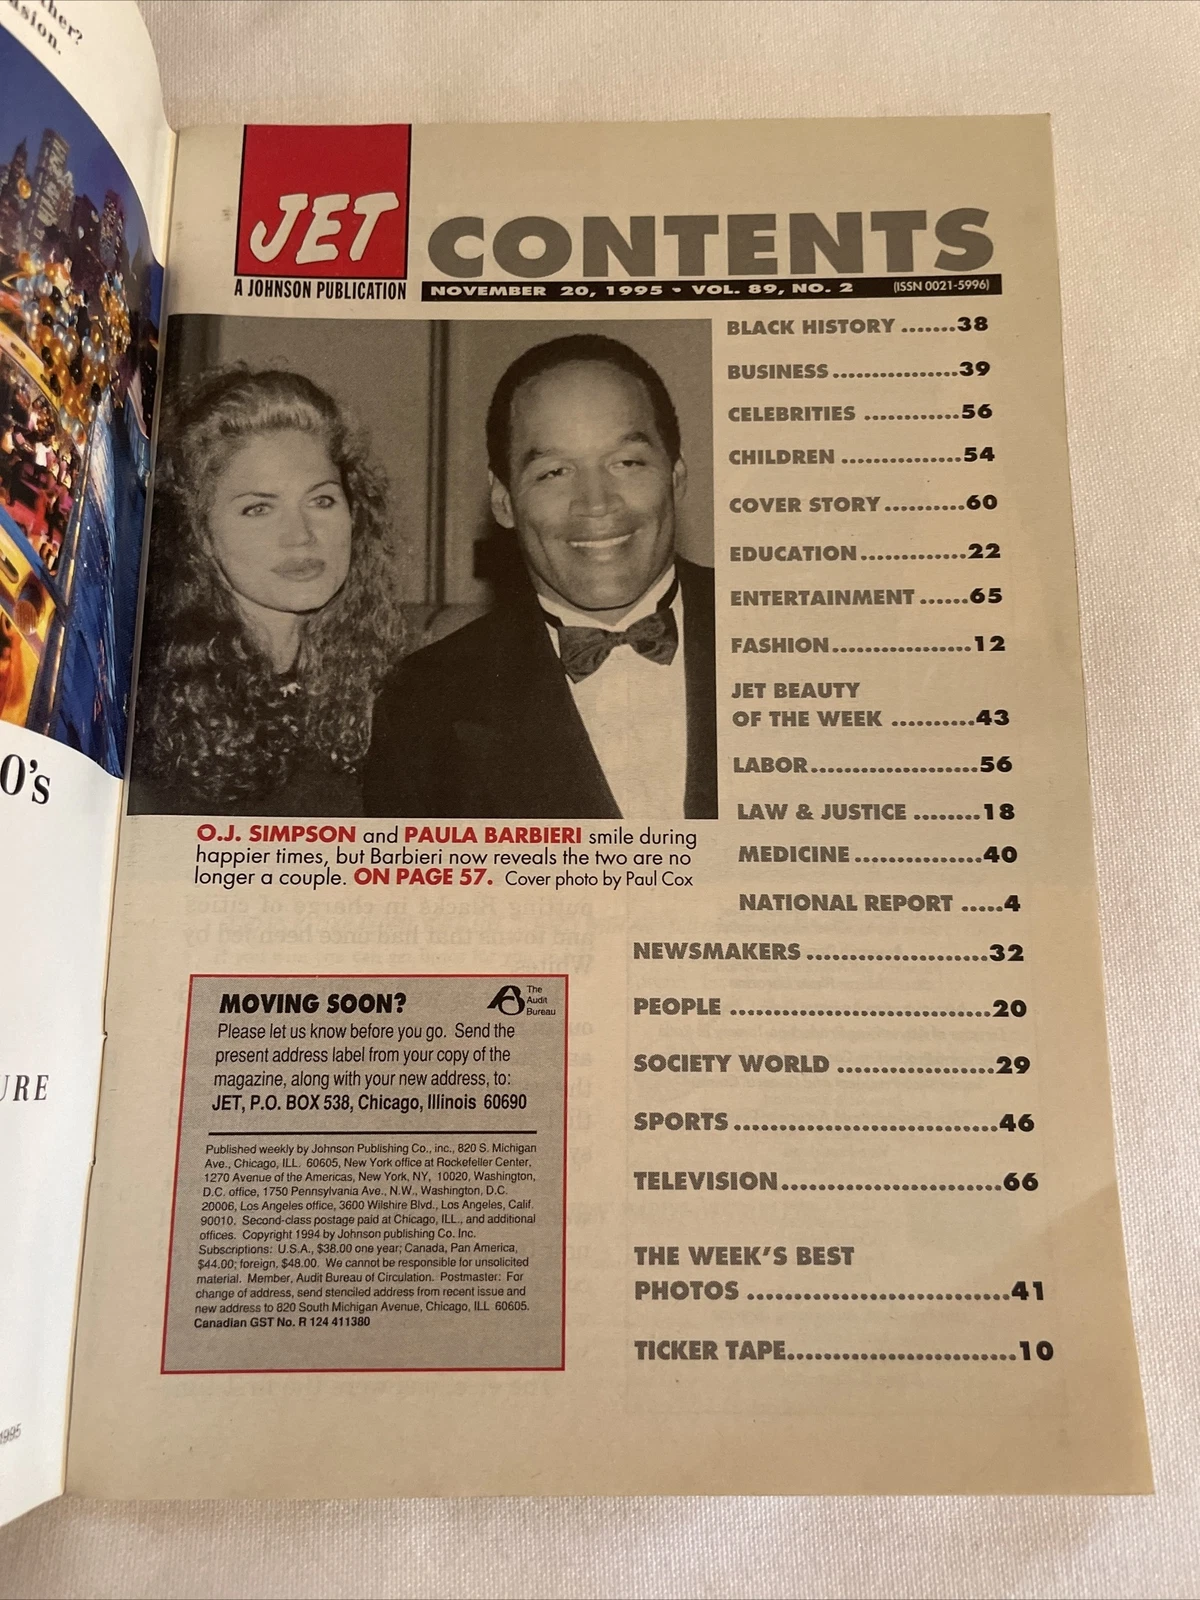 ther?
asion.
0's
URE
1995
JET
A JOHNSON PUBLICATION
CONTENTS
NOVEMBER 20, 1995 • VOL. 89, NO. 2 (ISSN 0021-5996)
BLACK HISTORY .......38
BUSINESS................39
CELEBRITIES ............56
CHILDREN ...............54
COVER STORY..........60
EDUCATION.............22
ENTERTAINMENT ......65
FASHION.................12
JET BEAUTY
OF THE WEEK ..........43
LABOR.....................56
LAW & JUSTICE ........18
MEDICINE...............40
NATIONAL REPORT .....4
NEWSMAKERS ......................32
PEOPLE ................................20
SOCIETY WORLD ...................29
SPORTS................................46
TELEVISION...........................66
THE WEEK'S BEST
PHOTOS ................................41
TICKER TAPE............................10
O.J. SIMPSON and PAULA BARBIERI smile during
happier times, but Barbieri now reveals the two are no
longer a couple. ON PAGE 57. Cover photo by Paul Cox
MOVING SOON?
The
Audit
Bureau
Please let us know before you go. Send the
present address label from your copy of the
magazine, along with your new address, to:
JET, P.O. BOX 538, Chicago, Illinois 60690
Published weekly by Johnson Publishing Co., inc., 820 S. Michigan
Ave., Chicago, ILL. 60605, New York office at Rockefeller Center,
1270 Avenue of the Americas, New York, NY, 10020, Washington,
D.C. office, 1750 Pennsylvania Ave., N.W., Washington, D.C.
20006, Los Angeles office, 3600 Wilshire Blvd., Los Angeles, Calif.
90010. Second-class postage paid at Chicago, ILL., and additional
offices. Copyright 1994 by Johnson publishing Co. Inc.
Subscriptions: U.S.A., $38.00 one year; Canada, Pan America,
$44.00; foreign, $48.00. We cannot be responsible for unsolicited
material. Member, Audit Bureau of Circulation. Postmaster: For
change of address, send stenciled address from recent issue and
new address to 820 South Michigan Avenue, Chicago, ILL 60605.
Canadian GST No. R 124 411380